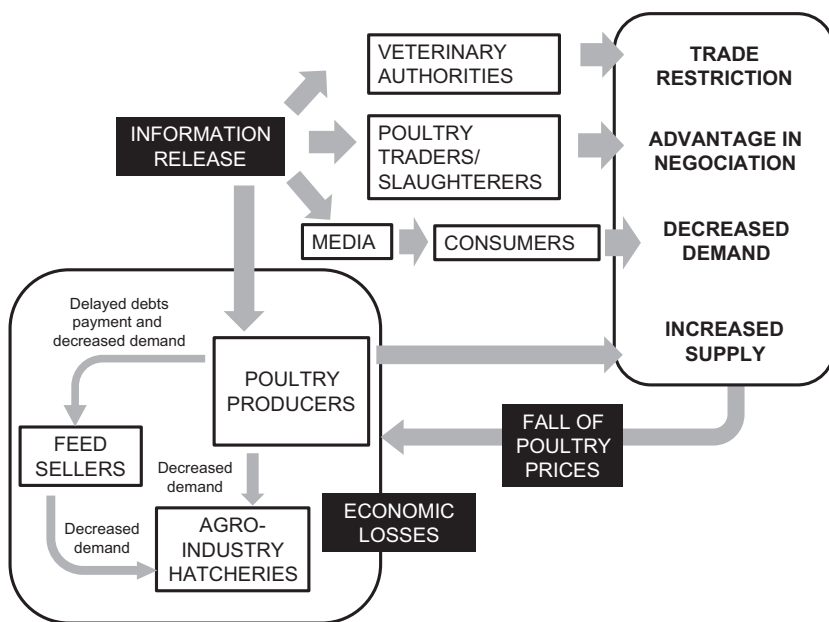 VETERINARY
AUTHORITIES
TRADE
RESTRICTION
INFORMATION
RELEASE
POULTRY
TRADERS/
SLAUGHTERERS
ADVANTAGE IN
NEGOCIATION
MEDIA
CONSUMERS
DECREASED
DEMAND
Delayed debts
payment and
decreased demand
POULTRY
PRODUCERS
INCREASED
SUPPLY
FEED
SELLERS
Decreased
demand
FALL OF
POULTRY
PRICES
Decreased
demand
AGRO-
INDUSTRY
HATCHERIES
ECONOMIC
LOSSES